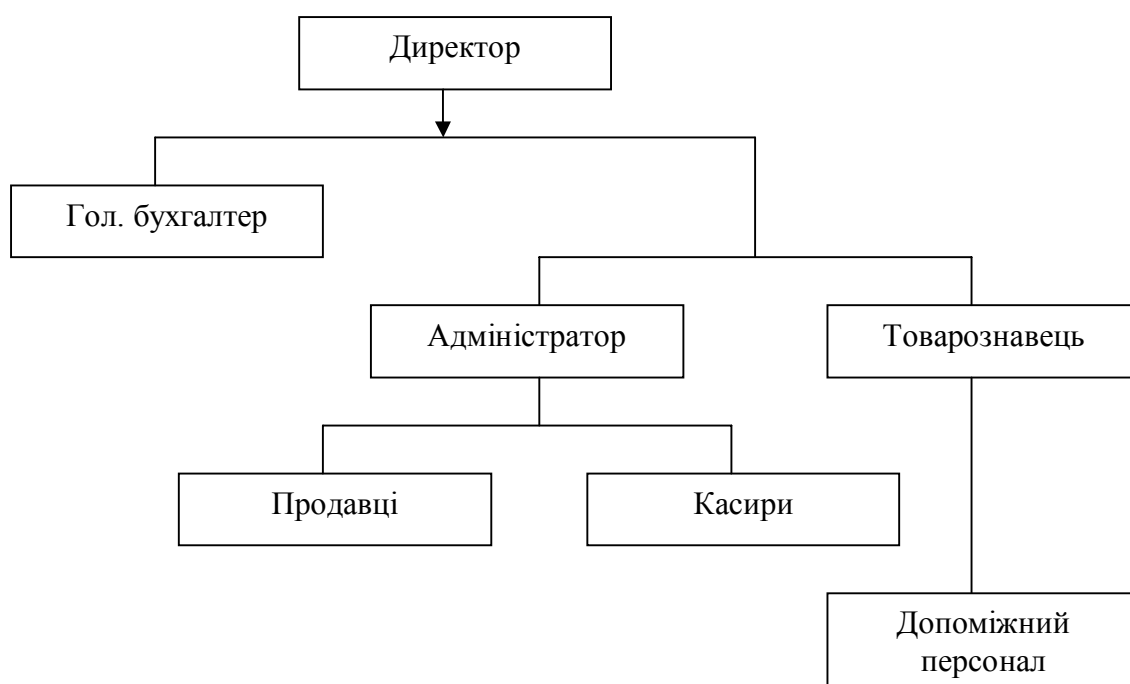 Директор
Гол. бухгалтер
Адміністратор
Товарознавець
Продавці
Касири
Допоміжний
персонал